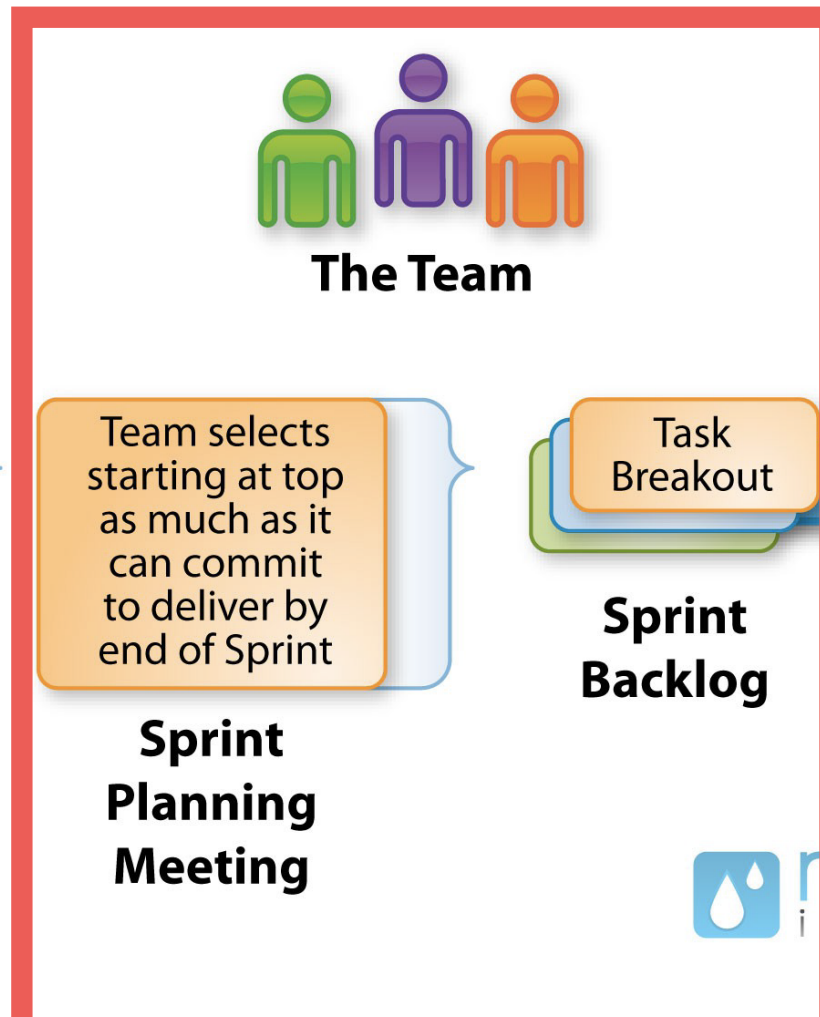 The Team
Team selects
starting at top
as much as it
can commit
to deliver by
end of Sprint
Task
Breakout
Sprint
Planning
Meeting
Sprint
Backlog